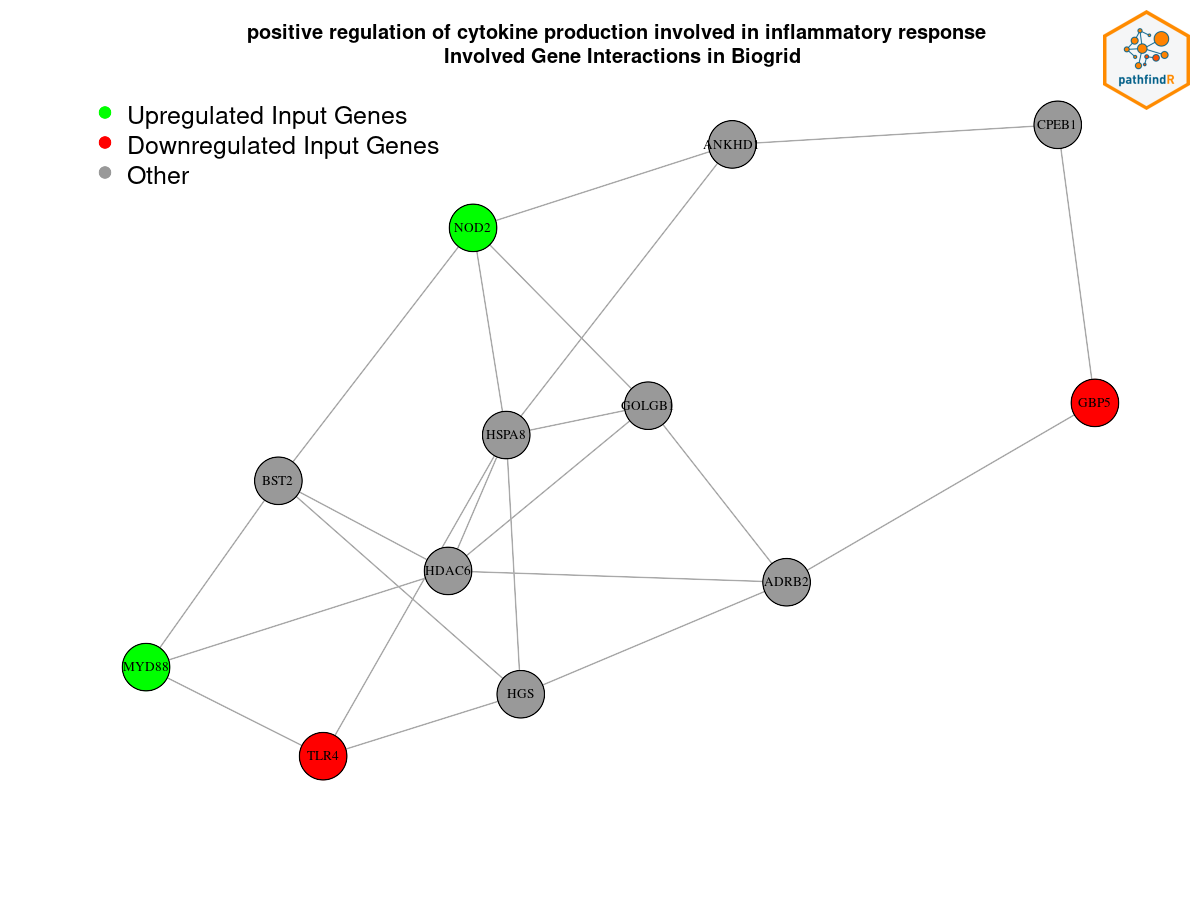 positive regulation of cytokine production involved in inflammatory response
Involved Gene Interactions in Biogrid
pathfindR
Upregulated Input Genes
Downregulated Input Genes
Other
CPEB1
ANKHD1
NOD2
GBP5
GOLGB1
HSPA8
BST2
HDAC6
ADRB2
MYD88
HGS
TLR4